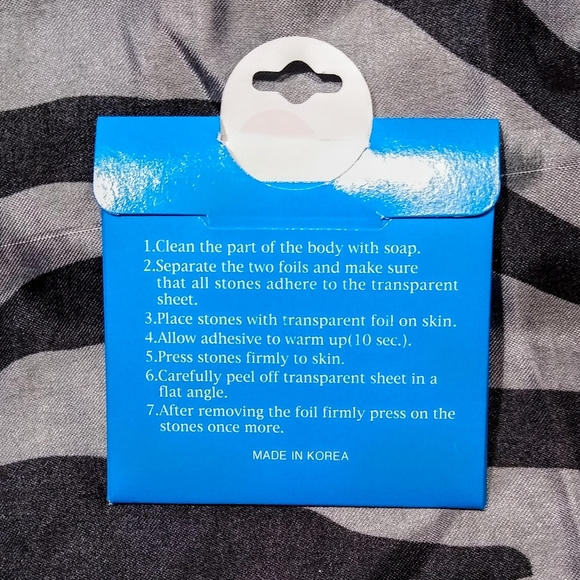 1.Clean the part of the body with soap.
2.Separate the two foils and make sure
that all stones adhere to the transparent
sheet.
3.Place stones with transparent foil on skin.
4.Allow adhesive to warm up(10 sec.).
5.Press stones firmly to skin.
6.Carefully peel off transparent sheet in a
flat angle.
7.After removing the foil firmly press on the
stones once more.
MADE IN KOREA